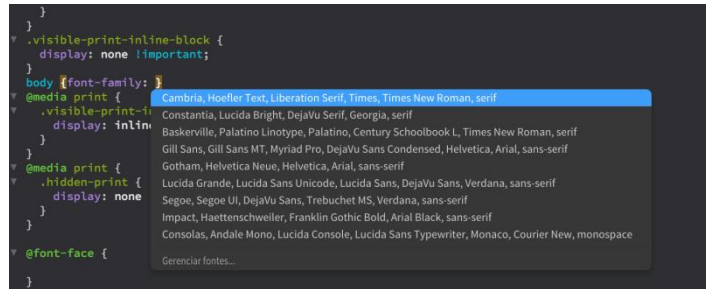 }
}
.visible-print-inline-block {
display: none !important;
}
body {font-family: }
@media print {
Cambria, Hoefler Text, Liberation Serif, Times, Times New Roman, serif
Constantia, Lucida Bright, DejaVu Serif, Georgia, serif
.visible-print-i
Baskerville, Palatino Linotype, Palatino, Century Schoolbook L, Times New Roman, serif
display: inlin
Gill Sans, Gill Sans MT, Myriad Pro, DejaVu Sans Condensed, Helvetica, Arial, sans-serif
}
}
Gotham, Helvetica Neue, Helvetica, Arial, sans-serif
@media print {
Lucida Grande, Lucida Sans Unicode, Lucida Sans, DejaVu Sans, Verdana, sans-serif
.hidden-print {
Segoe, Segoe UI, DejaVu Sans, Trebuchet MS, Verdana, sans-serif
display: none
Impact, Haettenschweiler, Franklin Gothic Bold, Arial Black, sans-serif
}
Consolas, Andale Mono, Lucida Console, Lucida Sans Typewriter, Monaco, Courier New, monospace
}
@font-face {
Gerenciar fontes...
}